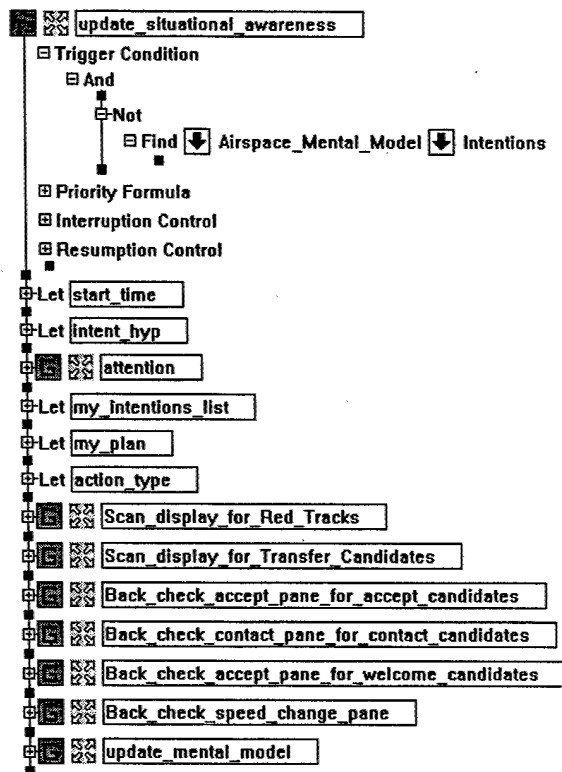 update_situational_awareness
Trigger Condition
And
Not
Find Airspace_Mental_Model Intentions
Priority Formula
Interruption Control
Resumption Control
Let start_time
Let intent_hyp
G attention
Let my_intentions_list
Let my_plan
Let action_type
G Scan_display_for_Red_Tracks
G Scan_display_for_Transfer_Candidates
G Back_check_accept_pane_for_accept_candidates
G Back_check_contact_pane_for_contact_candidates
G Back_check_accept_pane_for_welcome_candidates
G Back_check_speed_change_pane
G update_mental_model